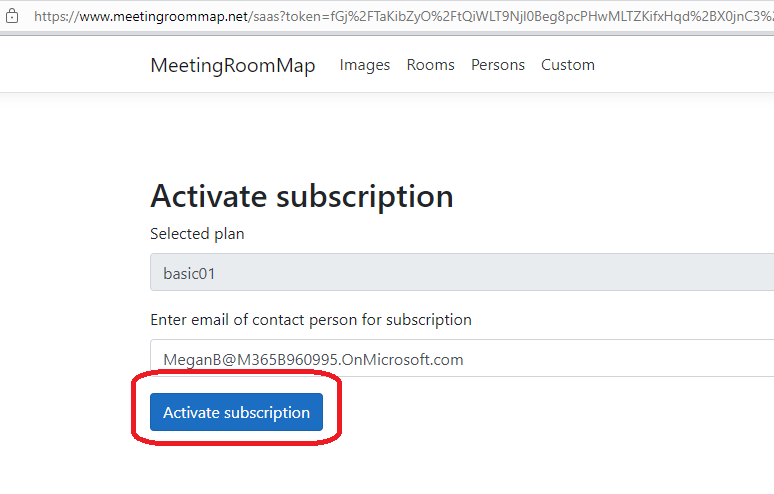 https://www.meetingroommap.net/saas?token=fGj%2FTaKibZyO%2FtQiWLT9Njl0Beg8pcPHwMLTZKifxHqd%2BX0jnC3%2
MeetingRoomMap Images Rooms Persons Custom
Activate subscription
Selected plan
basic01
Enter email of contact person for subscription
MeganB@M365B960995.OnMicrosoft.com
Activate subscription